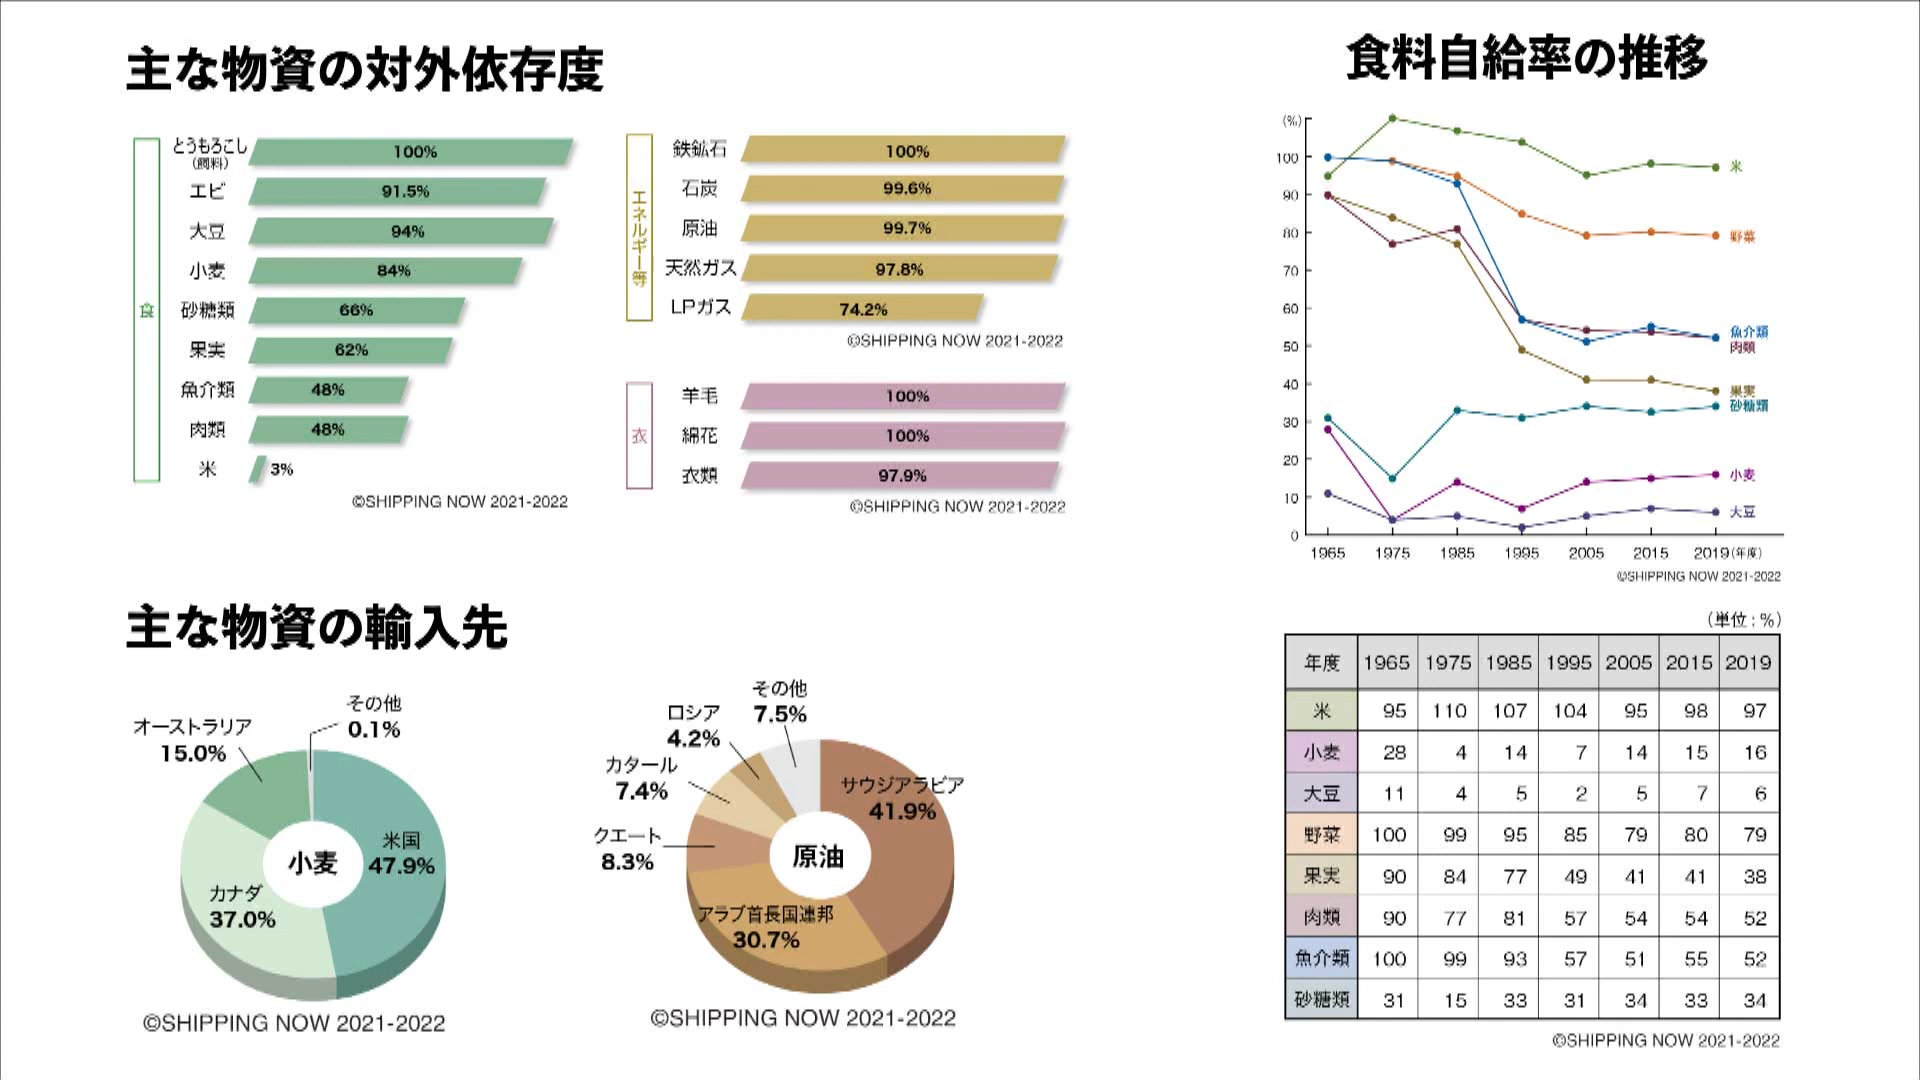 主な物資の対外依存度
食
とうもろこし
(飼料)
100%
エビ
91.5%
大豆
94%
小麦
84%
砂糖類
66%
果実
62%
魚介類
48%
肉類
48%
米
3%
©SHIPPING NOW 2021-2022
エネルギー等
鉄鉱石
100%
石炭
99.6%
原油
99.7%
天然ガス
97.8%
LPガス
74.2%
©SHIPPING NOW 2021-2022
衣
羊毛
100%
綿花
100%
衣類
97.9%
©SHIPPING NOW 2021-2022
食料自給率の推移
(%)
100
90
80
70
60
50
40
30
20
10
0
米
野菜
魚介類
肉類
果実
砂糖類
小麦
大豆
1965 1975 1985 1995 2005 2015 2019(年度)
©SHIPPING NOW 2021-2022
主な物資の輸入先
その他
0.1%
オーストラリア
15.0%
米国
47.9%
カナダ
37.0%
小麦
©SHIPPING NOW 2021-2022
その他
7.5%
ロシア
4.2%
カタール
7.4%
クエート
8.3%
サウジアラビア
41.9%
アラブ首長国連邦
30.7%
原油
©SHIPPING NOW 2021-2022
(単位:%)
年度 1965 1975 1985 1995 2005 2015 2019
米 95 110 107 104 95 98 97
小麦 28 4 14 7 14 15 16
大豆 11 4 5 2 5 7 6
野菜 100 99 95 85 79 80 79
果実 90 84 77 49 41 41 38
肉類 90 77 81 57 54 54 52
魚介類 100 99 93 57 51 55 52
砂糖類 31 15 33 31 34 33 34
©SHIPPING NOW 2021-2022